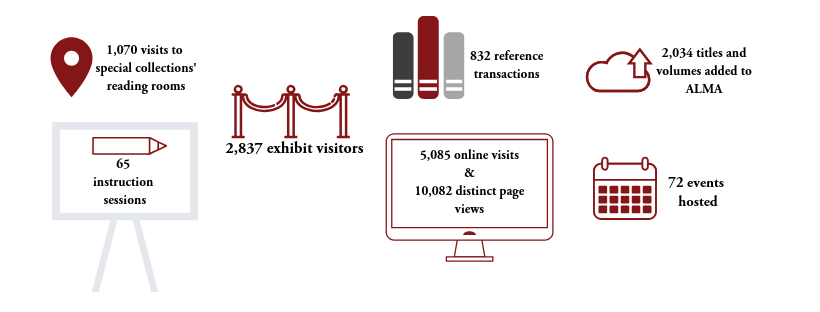 1,070 visits to
special collections'
reading rooms
65
instruction
sessions
2,837 exhibit visitors
832 reference
transactions
5,085 online visits
&
10,082 distinct page
views
2,034 titles and
volumes added to
ALMA
72 events
hosted